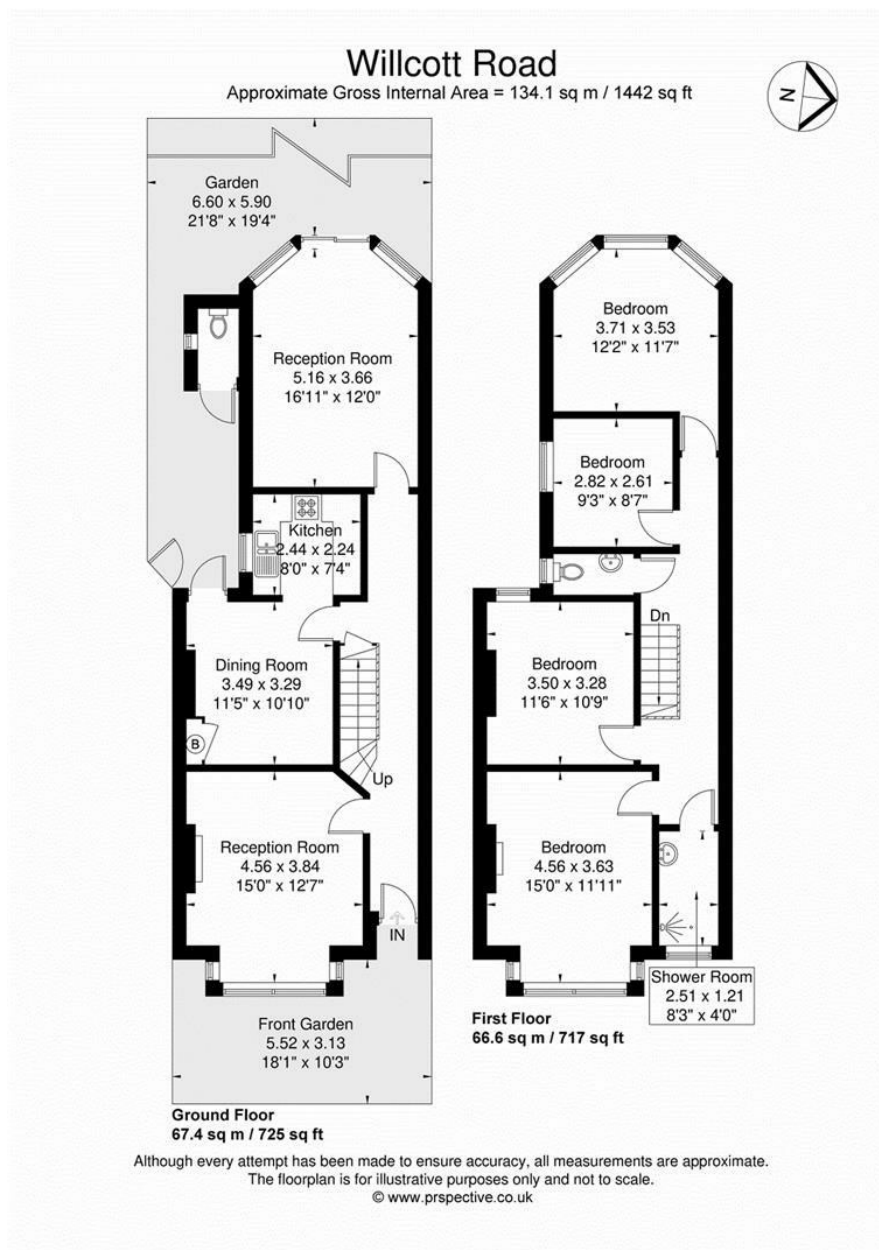 Willcott Road
Approximate Gross Internal Area = 134.1 sq m / 1442 sq ft
N
Garden
6.60 x 5.90
21'8" x 19'4"
Reception Room
5.16 x 3.66
16'11" x 12'0"
Kitchen
2.44 x 2.24
8'0" x 7'4"
Dining Room
3.49 x 3.29
11'5" x 10'10"
B
Up
Reception Room
4.56 x 3.84
15'0" x 12'7"
IN
Front Garden
5.52 x 3.13
18'1" x 10'3"
Ground Floor
67.4 sq m / 725 sq ft
Bedroom
3.71 x 3.53
12'2" x 11'7"
Bedroom
2.82 x 2.61
9'3" x 8'7"
Dn
Bedroom
3.50 x 3.28
11'6" x 10'9"
Bedroom
4.56 x 3.63
15'0" x 11'11"
Shower Room
2.51 x 1.21
8'3" x 4'0"
First Floor
66.6 sq m / 717 sq ft
Although every attempt has been made to ensure accuracy, all measurements are approximate.
The floorplan is for illustrative purposes only and not to scale.
© www.prspective.co.uk